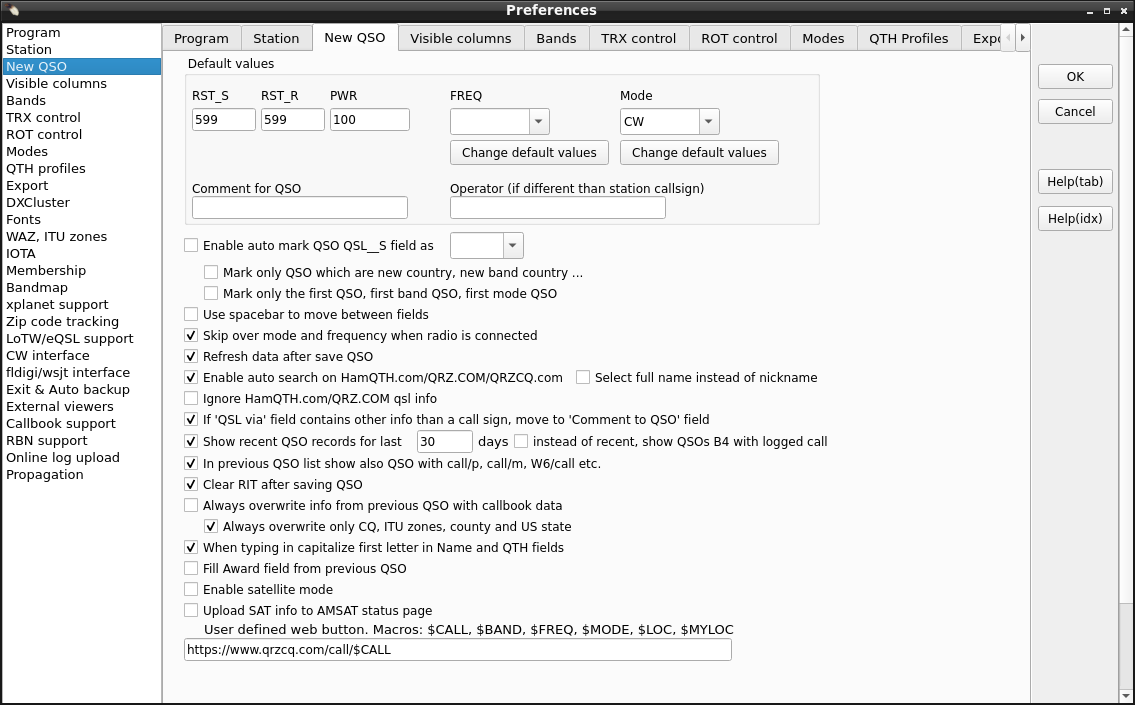 Preferences
Program
Station
New QSO
Visible columns
Bands
TRX control
ROT control
Modes
QTH profiles
Export
DXCluster
Fonts
WAZ, ITU zones
IOTA
Membership
Bandmap
xplanet support
Zip code tracking
LoTW/eQSL support
CW interface
fldigi/wsjt interface
Exit & Auto backup
External viewers
Callbook support
RBN support
Online log upload
Propagation
Program Station New QSO Visible columns Bands TRX control ROT control Modes QTH Profiles Expo
Default values
RST_S RST_R PWR FREQ Mode
599 599 100 CW
Change default values Change default values
Comment for QSO Operator (if different than station callsign)
Enable auto mark QSO QSL__S field as
Mark only QSO which are new country, new band country ...
Mark only the first QSO, first band QSO, first mode QSO
Use spacebar to move between fields
Skip over mode and frequency when radio is connected
Refresh data after save QSO
Enable auto search on HamQTH.com/QRZ.COM/QRZCQ.com Select full name instead of nickname
Ignore HamQTH.com/QRZ.COM qsl info
If 'QSL via' field contains other info than a call sign, move to 'Comment to QSO' field
Show recent QSO records for last 30 days instead of recent, show QSOs B4 with logged call
In previous QSO list show also QSO with call/p, call/m, W6/call etc.
Clear RIT after saving QSO
Always overwrite info from previous QSO with callbook data
Always overwrite only CQ, ITU zones, county and US state
When typing in capitalize first letter in Name and QTH fields
Fill Award field from previous QSO
Enable satellite mode
Upload SAT info to AMSAT status page
User defined web button. Macros: $CALL, $BAND, $FREQ, $MODE, $LOC, $MYLOC
https://www.qrzcq.com/call/$CALL
OK
Cancel
Help(tab)
Help(idx)